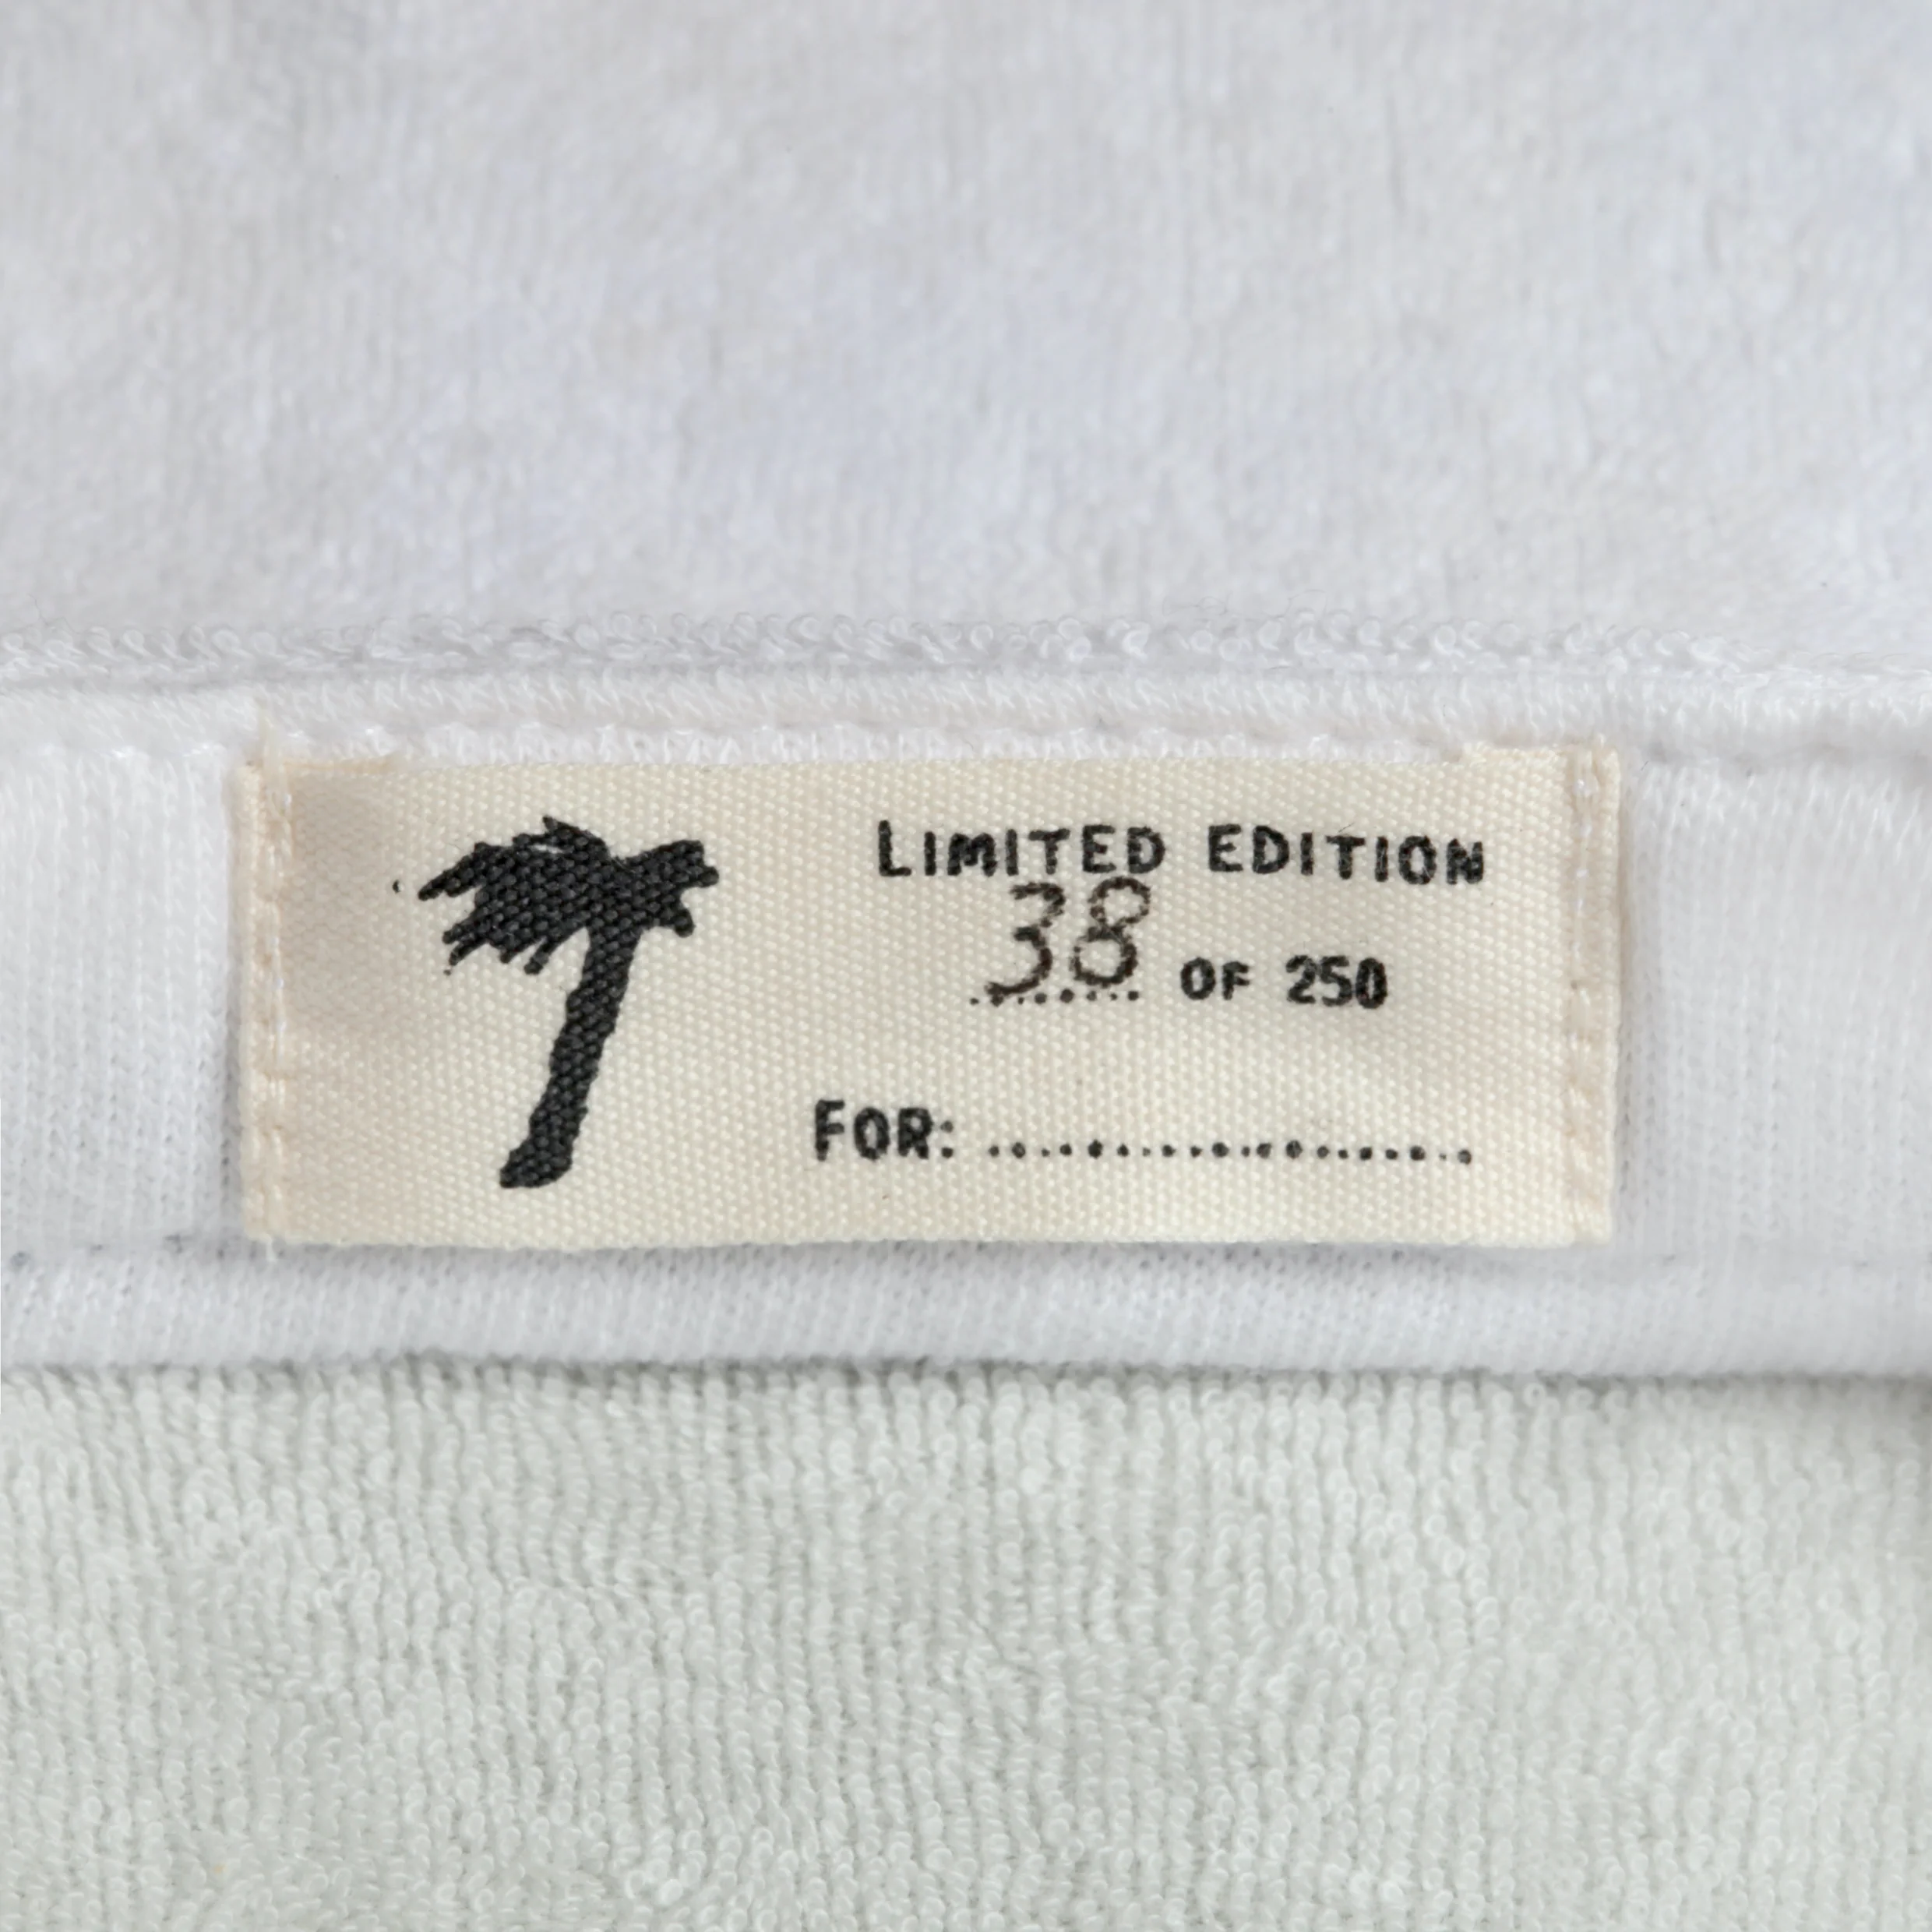 LIMITED EDITION
38 OF 250
FOR: ....................